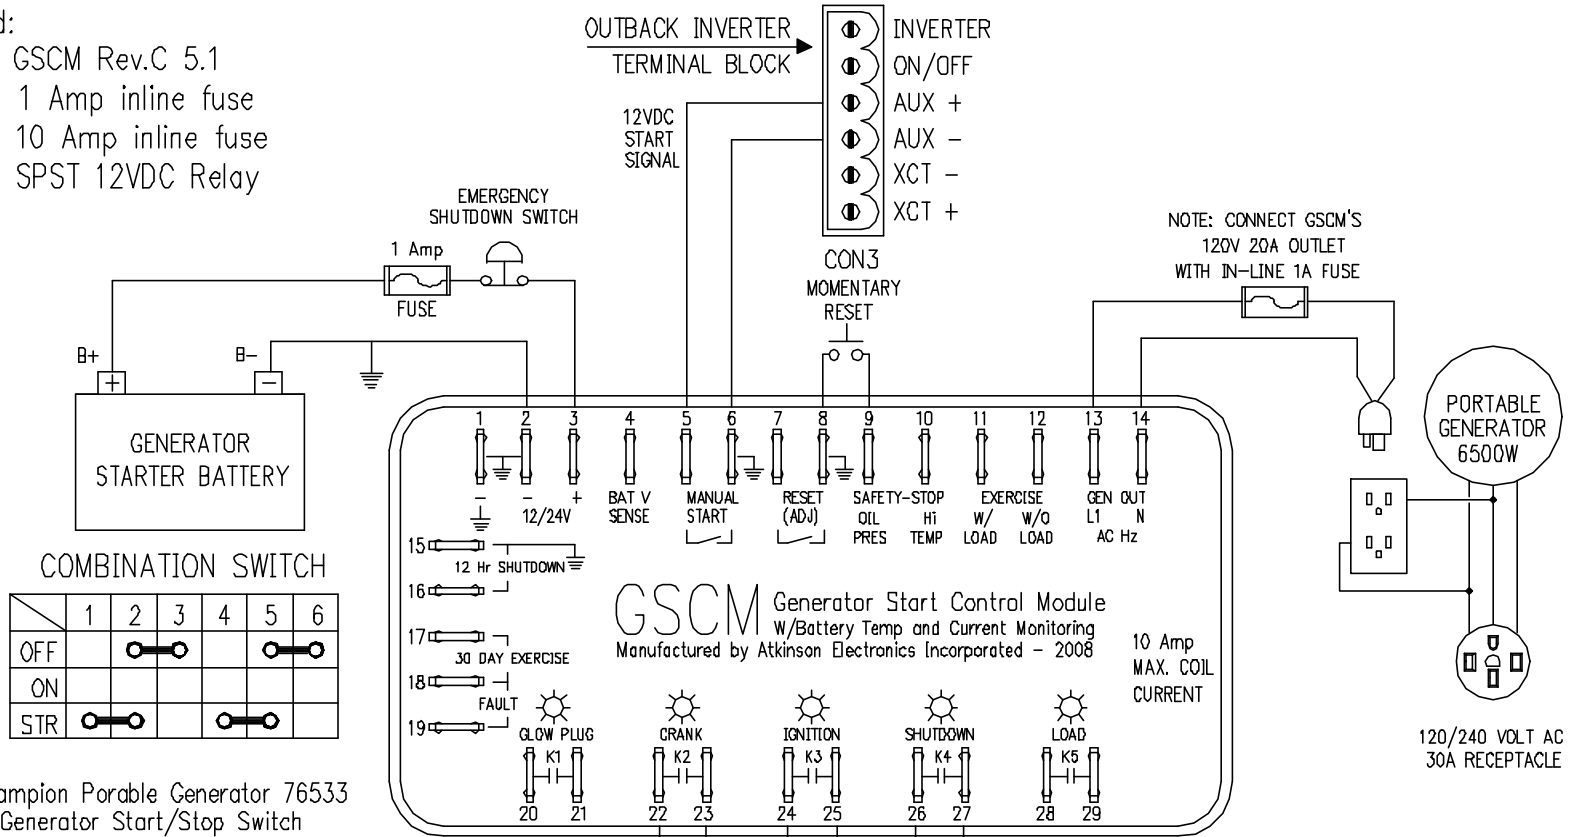 d:
GSCM Rev.C 5.1
1 Amp inline fuse
10 Amp inline fuse
SPST 12VDC Relay
OUTBACK INVERTER
TERMINAL BLOCK
INVERTER
ON/OFF
AUX +
AUX -
XCT -
XCT +
12VDC
START
SIGNAL
CON3
MOMENTARY
RESET
EMERGENCY
SHUTDOWN SWITCH
1 Amp
FUSE
B+
B-
+
-
GENERATOR
STARTER BATTERY
NOTE: CONNECT GSCM'S
120V 20A OUTLET
WITH IN-LINE 1A FUSE
PORTABLE
GENERATOR
6500W
120/240 VOLT AC
30A RECEPTACLE
1 2 3 4 5 6 7 8 9 10 11 12 13 14
- - +
12/24V
BAT V
SENSE
MANUAL
START
RESET
(ADJ)
SAFETY-STOP
OIL
PRES
Hi
TEMP
EXERCISE
W/
LOAD
W/O
LOAD
GEN OUT
L1 N
AC Hz
15
12 Hr SHUTDOWN
16
17
30 DAY EXERCISE
18
FAULT
19
GSCM Generator Start Control Module
W/Battery Temp and Current Monitoring
Manufactured by Atkinson Electronics Incorporated - 2008
10 Amp
MAX. COIL
CURRENT
GLOW PLUG
K1
20 21
CRANK
K2
22 23
IGNITION
K3
24 25
SHUTDOWN
K4
26 27
LOAD
K5
28 29
COMBINATION SWITCH
1 2 3 4 5 6
OFF
ON
STR
ampion Porable Generator 76533
Generator Start/Stop Switch